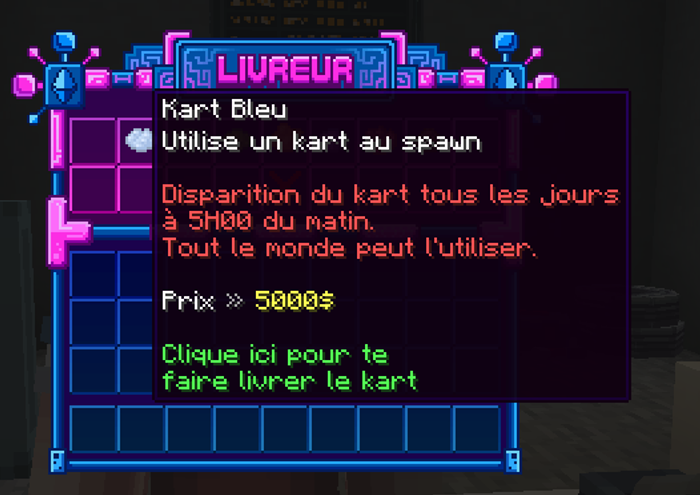 LIVREUR
Kart Bleu
Utilise un kart au spawn
Disparition du kart tous les jours
à 5H00 du matin.
Tout le monde peut l'utiliser.
Prix » 5000$
Clique ici pour te
faire livrer le kart